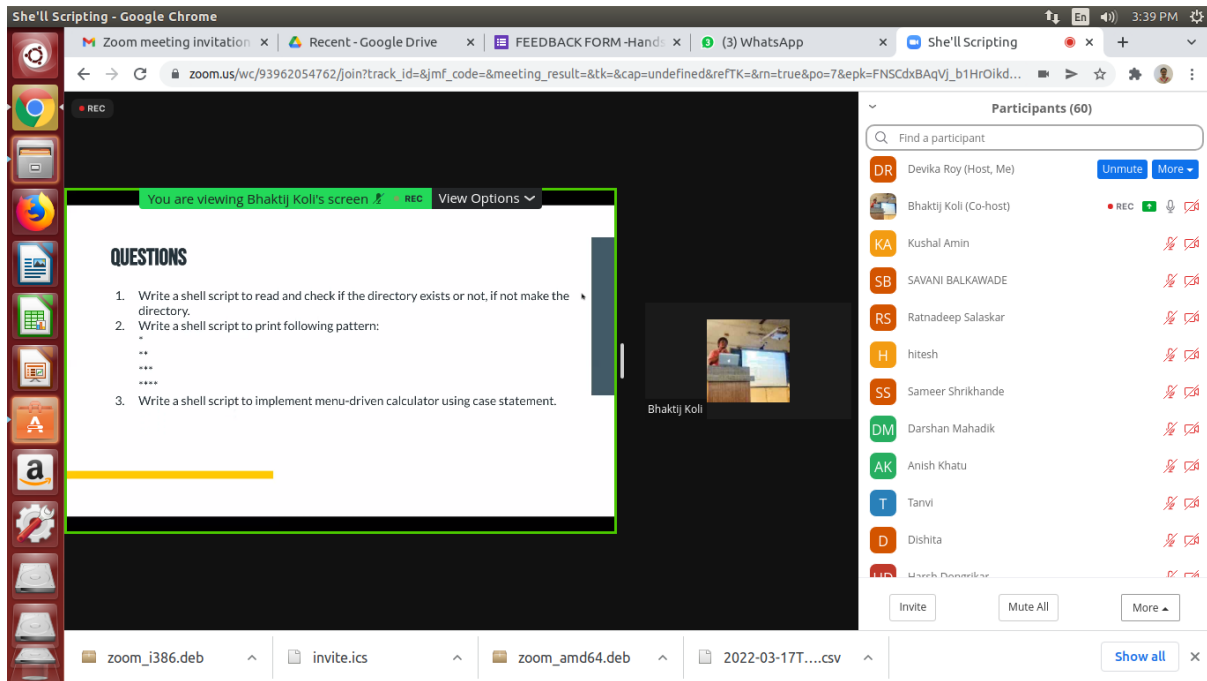 She'll Scripting - Google Chrome
En
3:39 PM
Zoom meeting invitation
Recent - Google Drive
FEEDBACK FORM -Hands
(3) WhatsApp
She'll Scripting
zoom.us/wc/93962054762/join?track_id=&jmf_code=&meeting_result=&tk=&cap=undefined&refTK=&rn=true&po=7&epk=FNSCdxBAqVj_b1HrOikd...
REC
You are viewing Bhaktij Koli's screen
REC
View Options
QUESTIONS
1. Write a shell script to read and check if the directory exists or not, if not make the
directory.
2. Write a shell script to print following pattern:
*
**
***
****
3. Write a shell script to implement menu-driven calculator using case statement.
Bhaktij Koli
Participants (60)
Find a participant
DR Devika Roy (Host, Me) Unmute More
Bhaktij Koli (Co-host) REC
KA Kushal Amin
SB SAVANI BALKAWADE
RS Ratnadeep Salaskar
H hitesh
SS Sameer Shrikhande
DM Darshan Mahadik
AK Anish Khatu
T Tanvi
D Dishita
HD Harsh Dongrikar
Invite Mute All More
zoom_i386.deb
invite.ics
zoom_amd64.deb
2022-03-17T....csv
Show all